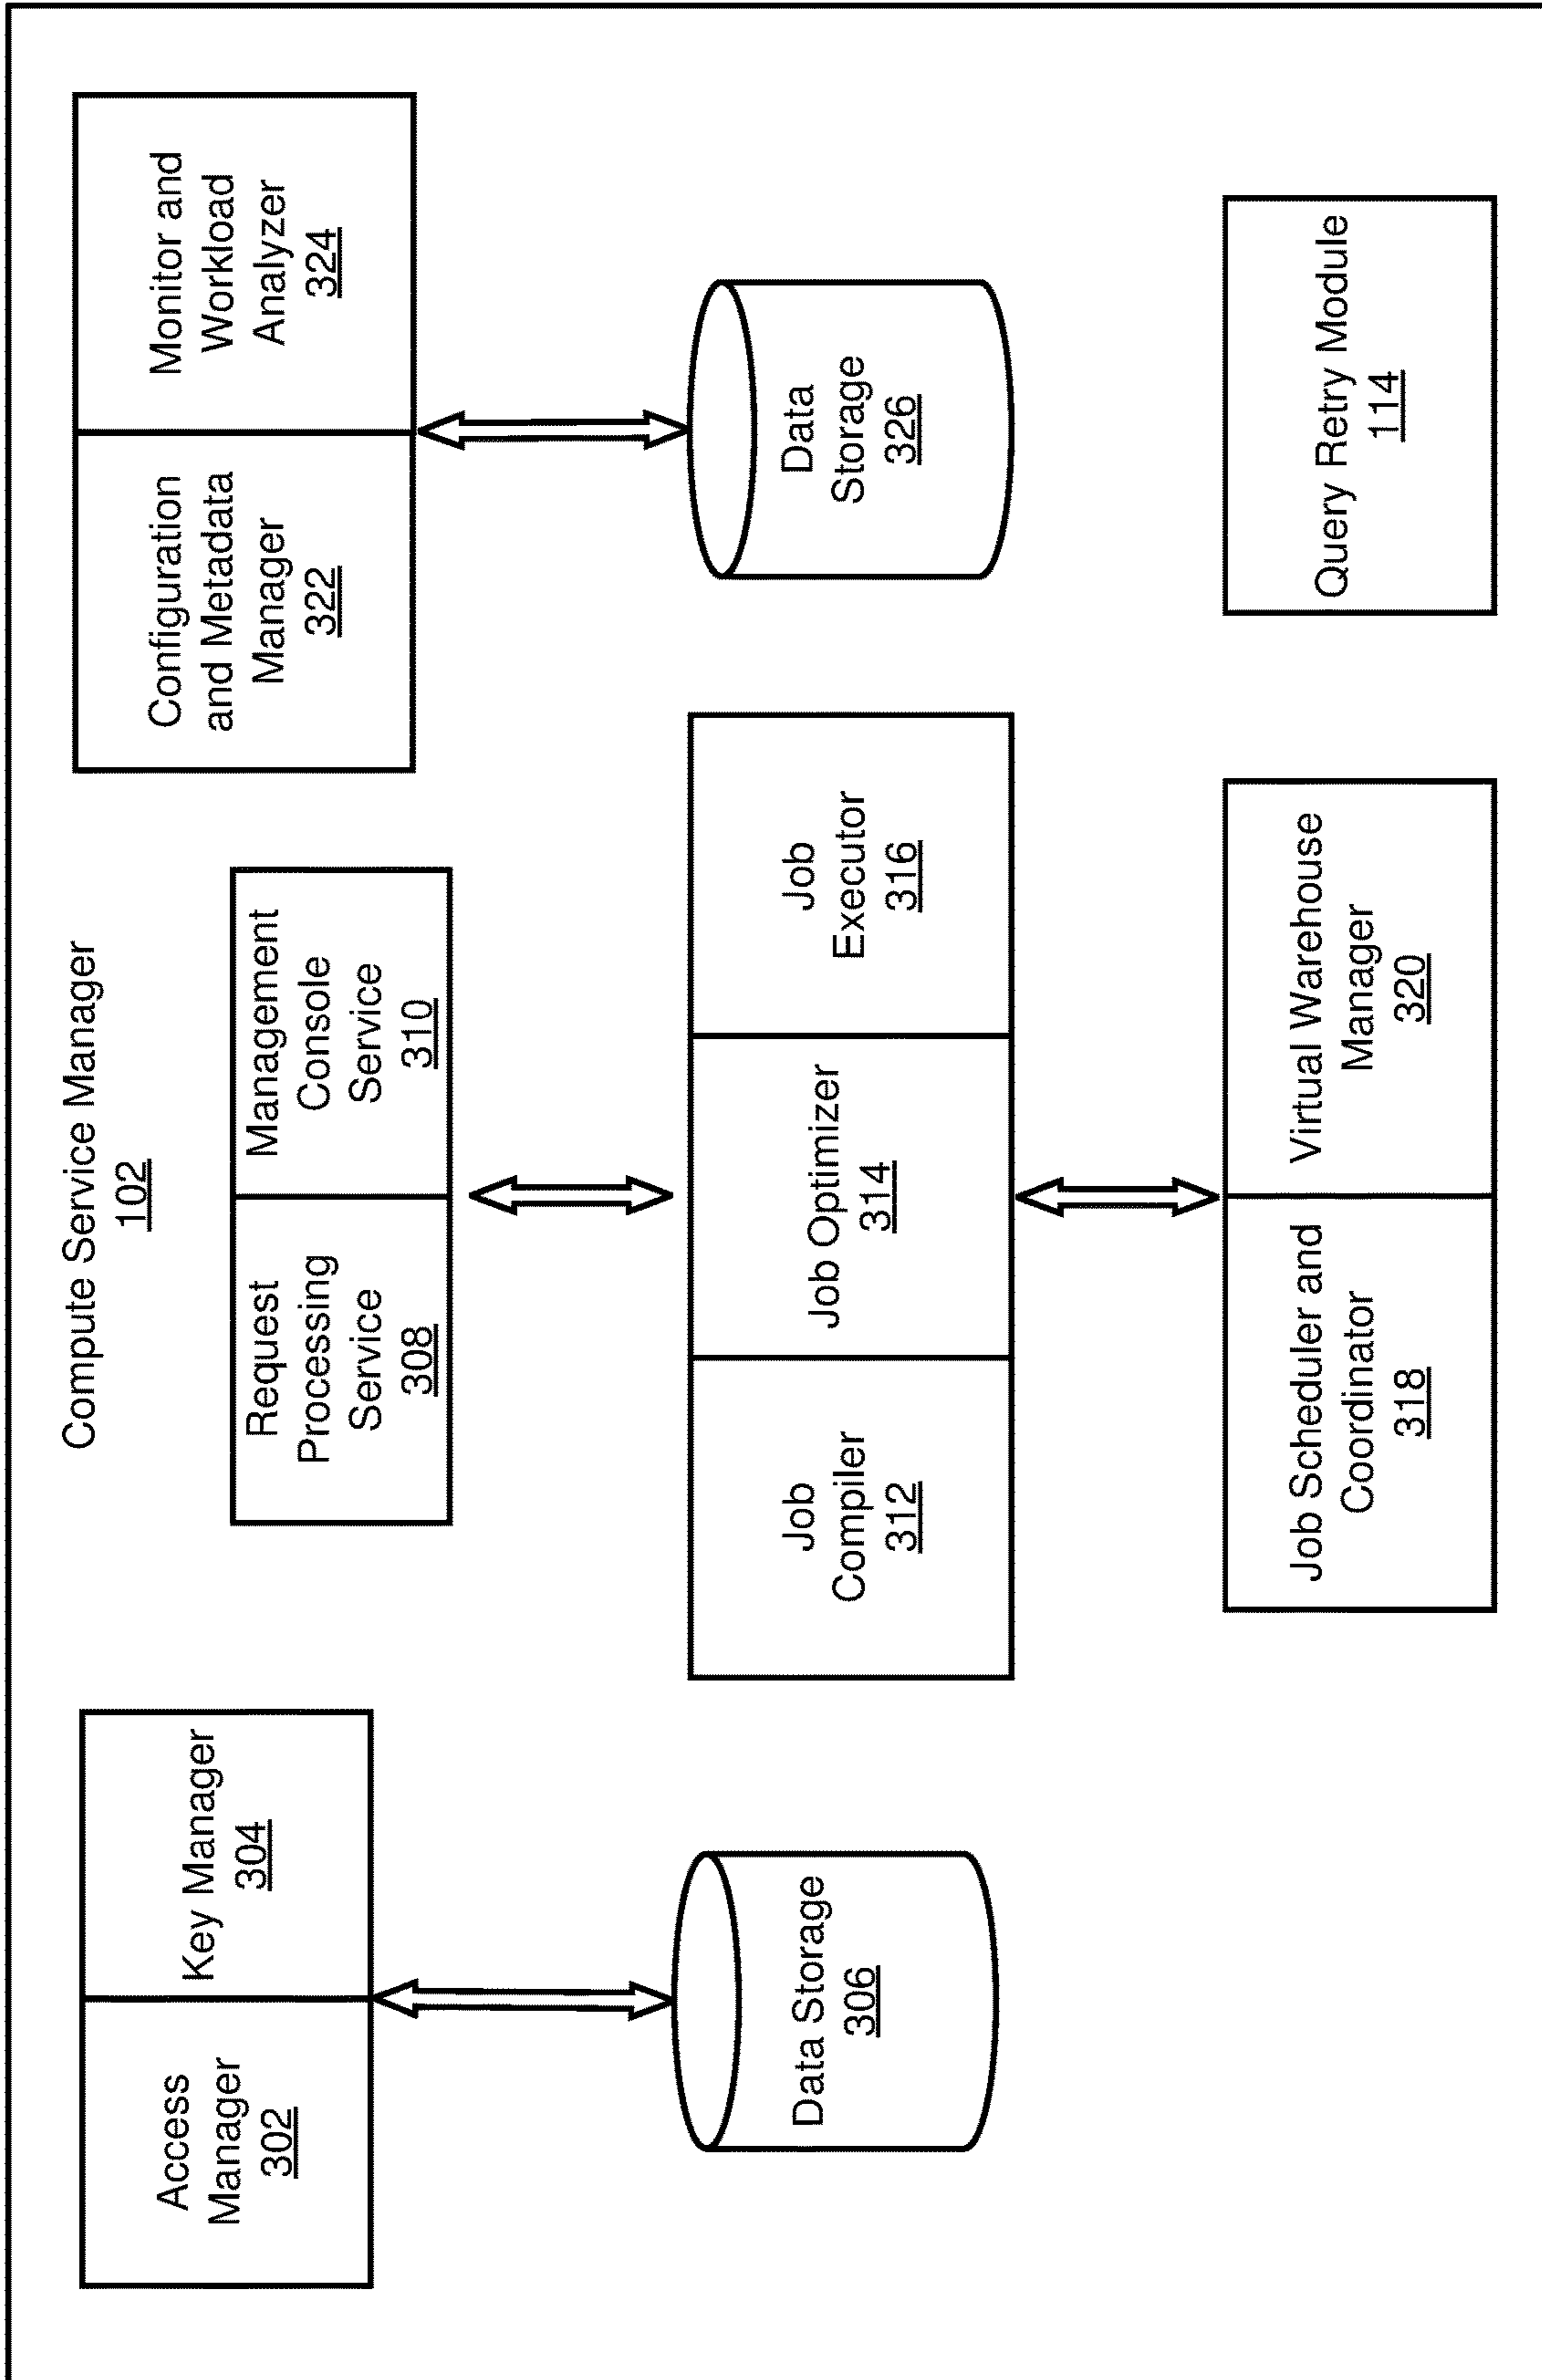 Compute Service Manager
102
Access
Manager
302
Key Manager
304
Request
Processing
Service
308
Management
Console
Service
310
Configuration
and Metadata
Manager
322
Monitor and
Workload
Analyzer
324
Data Storage
306
Job
Compiler
312
Job Optimizer
314
Job
Executor
316
Data
Storage
326
Job Scheduler and
Coordinator
318
Virtual Warehouse
Manager
320
Query Retry Module
114